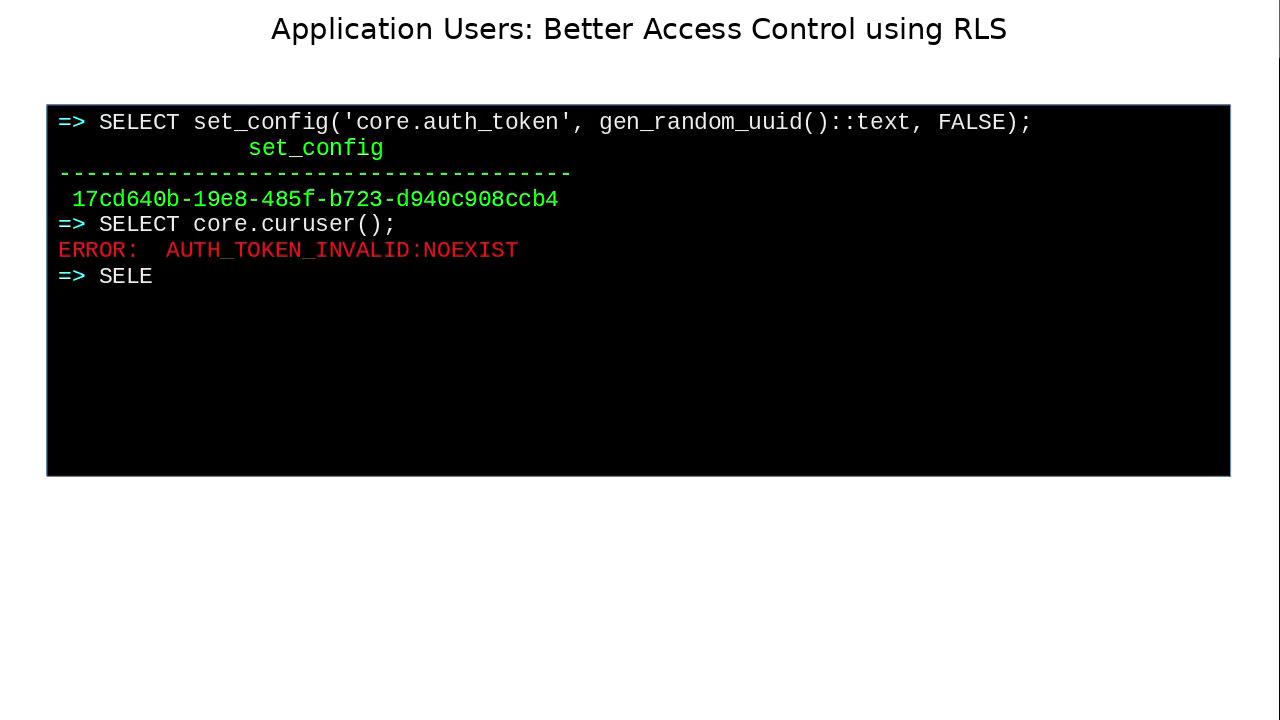 Application Users: Better Access Control using RLS
=> SELECT set_config('core.auth_token', gen_random_uuid()::text, FALSE);
set_config
--------------------------------------
17cd640b-19e8-485f-b723-d940c908ccb4
=> SELECT core.curuser();
ERROR:  AUTH_TOKEN_INVALID:NOEXIST
=> SELE